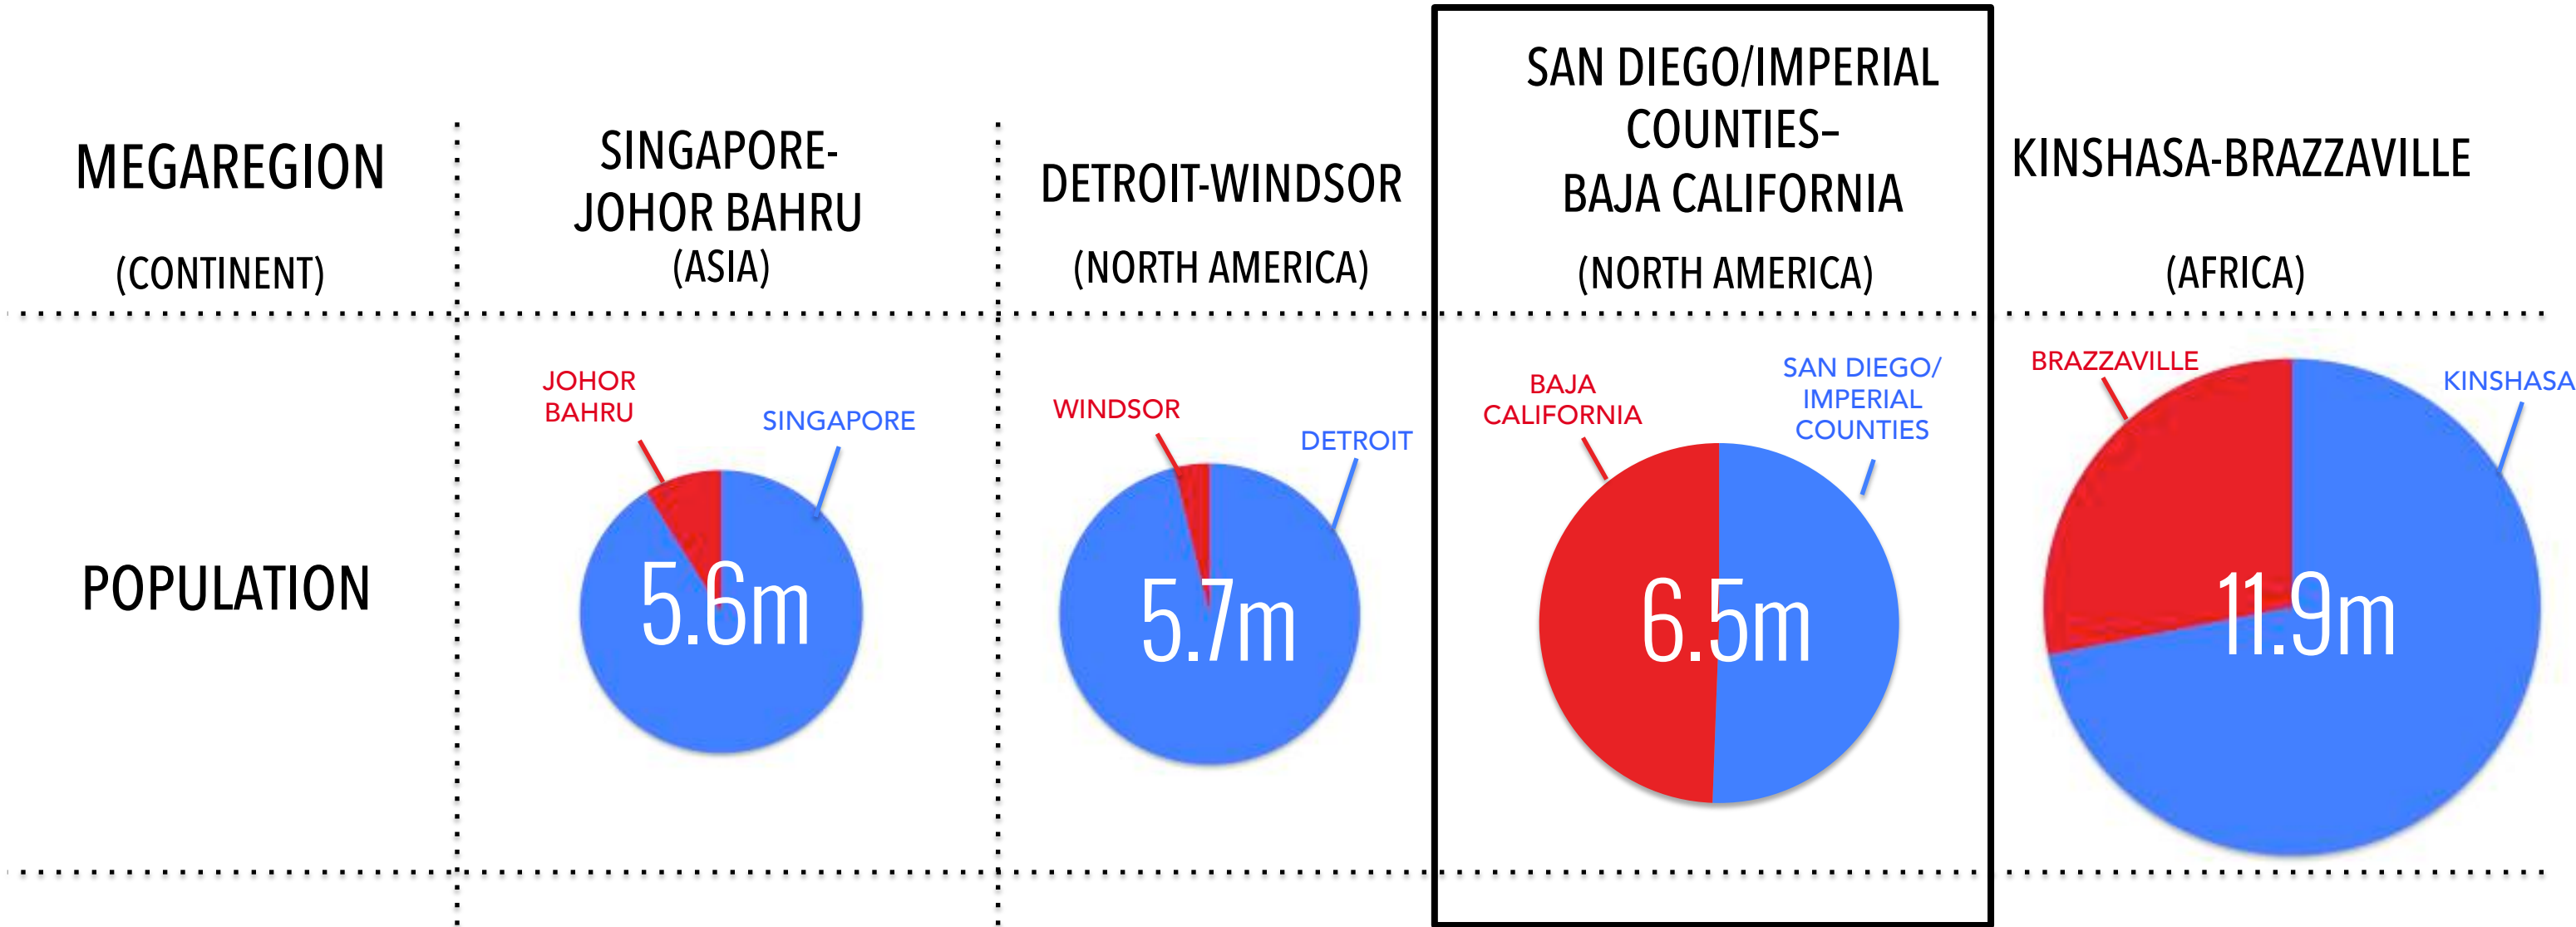 MEGAREGION
(CONTINENT)
SINGAPORE-
JOHOR BAHRU
(ASIA)
DETROIT-WINDSOR
(NORTH AMERICA)
SAN DIEGO/IMPERIAL
COUNTIES–
BAJA CALIFORNIA
(NORTH AMERICA)
KINSHASA-BRAZZAVILLE
(AFRICA)
POPULATION
JOHOR
BAHRU
SINGAPORE
5.6m
WINDSOR
DETROIT
5.7m
BAJA
CALIFORNIA
SAN DIEGO/
IMPERIAL
COUNTIES
6.5m
BRAZZAVILLE
KINSHASA
11.9m